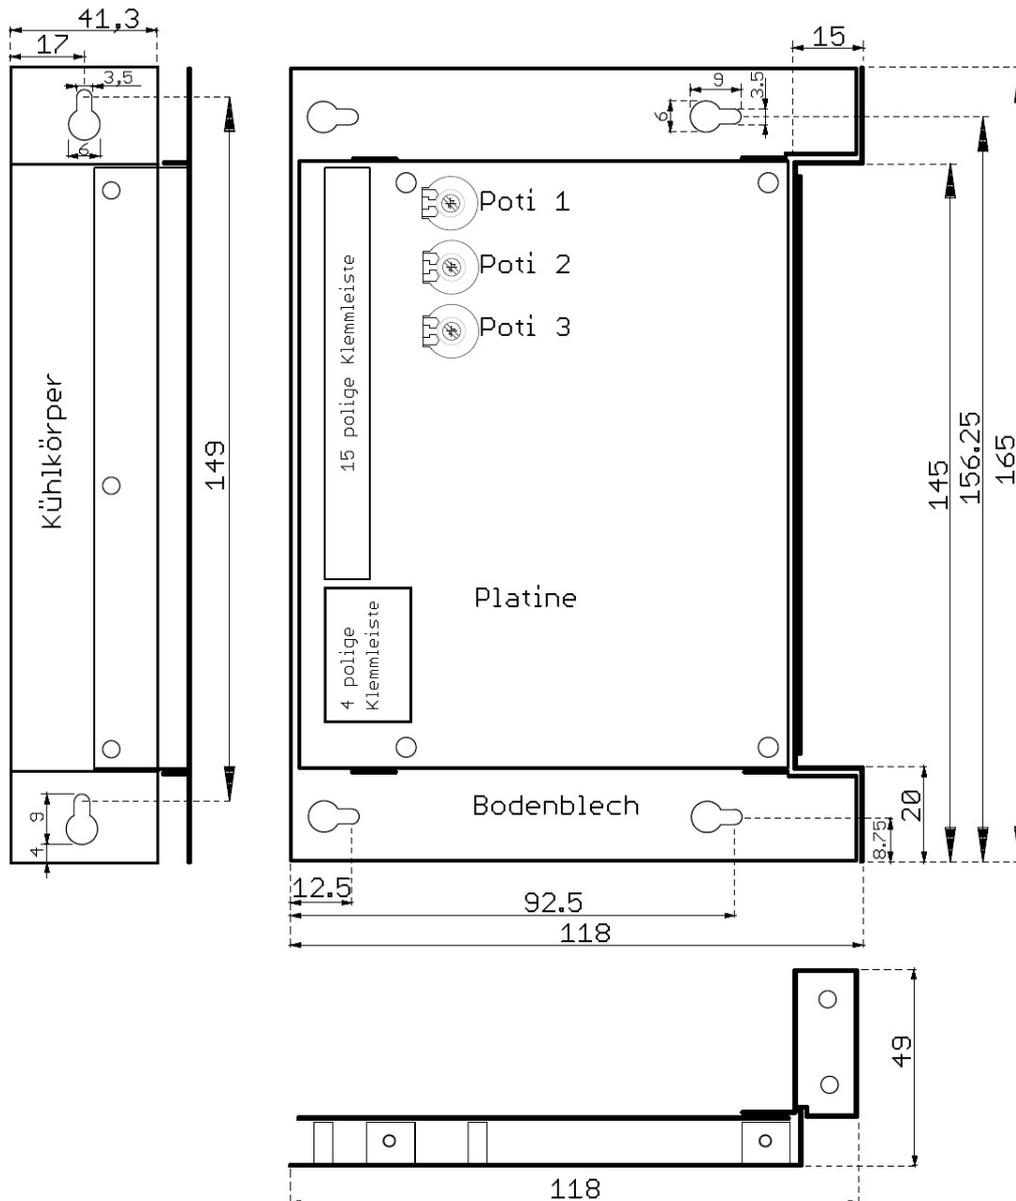 41,3
17
3,5
6
149
Kühlkörper
9
4
15
9
3.5
6
Poti 1
Poti 2
Poti 3
15 polige Klemmleiste
4 polige
Klemmleiste
Platine
Bodenblech
145
156.25
165
20
8.75
12.5
92.5
118
49
118